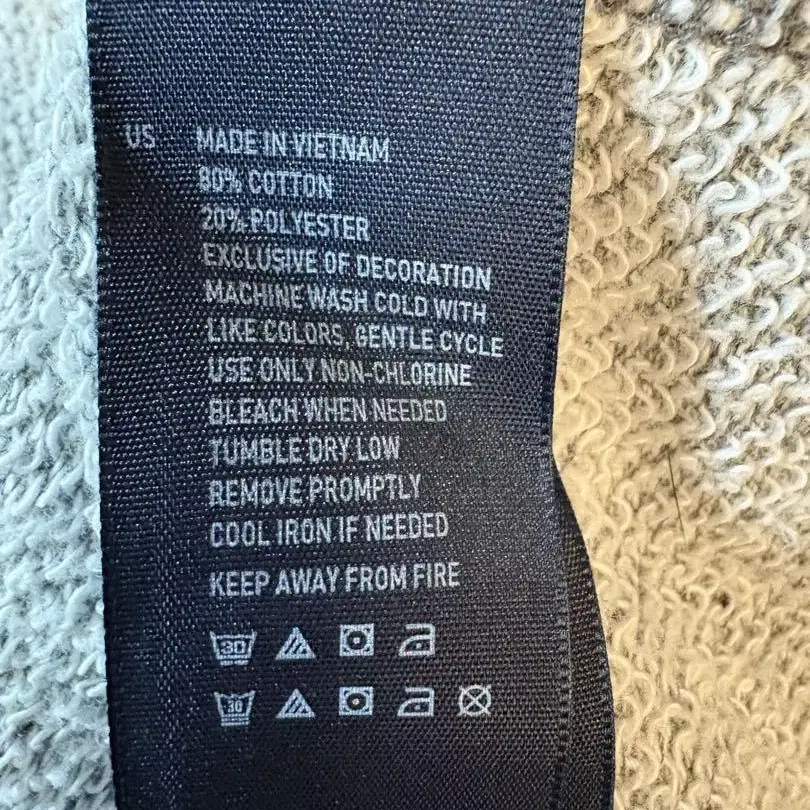 US MADE IN VIETNAM
80% COTTON
20% POLYESTER
EXCLUSIVE OF DECORATION
MACHINE WASH COLD WITH
LIKE COLORS, GENTLE CYCLE
USE ONLY NON-CHLORINE
BLEACH WHEN NEEDED
TUMBLE DRY LOW
REMOVE PROMPTLY
COOL IRON IF NEEDED
KEEP AWAY FROM FIRE
30
30